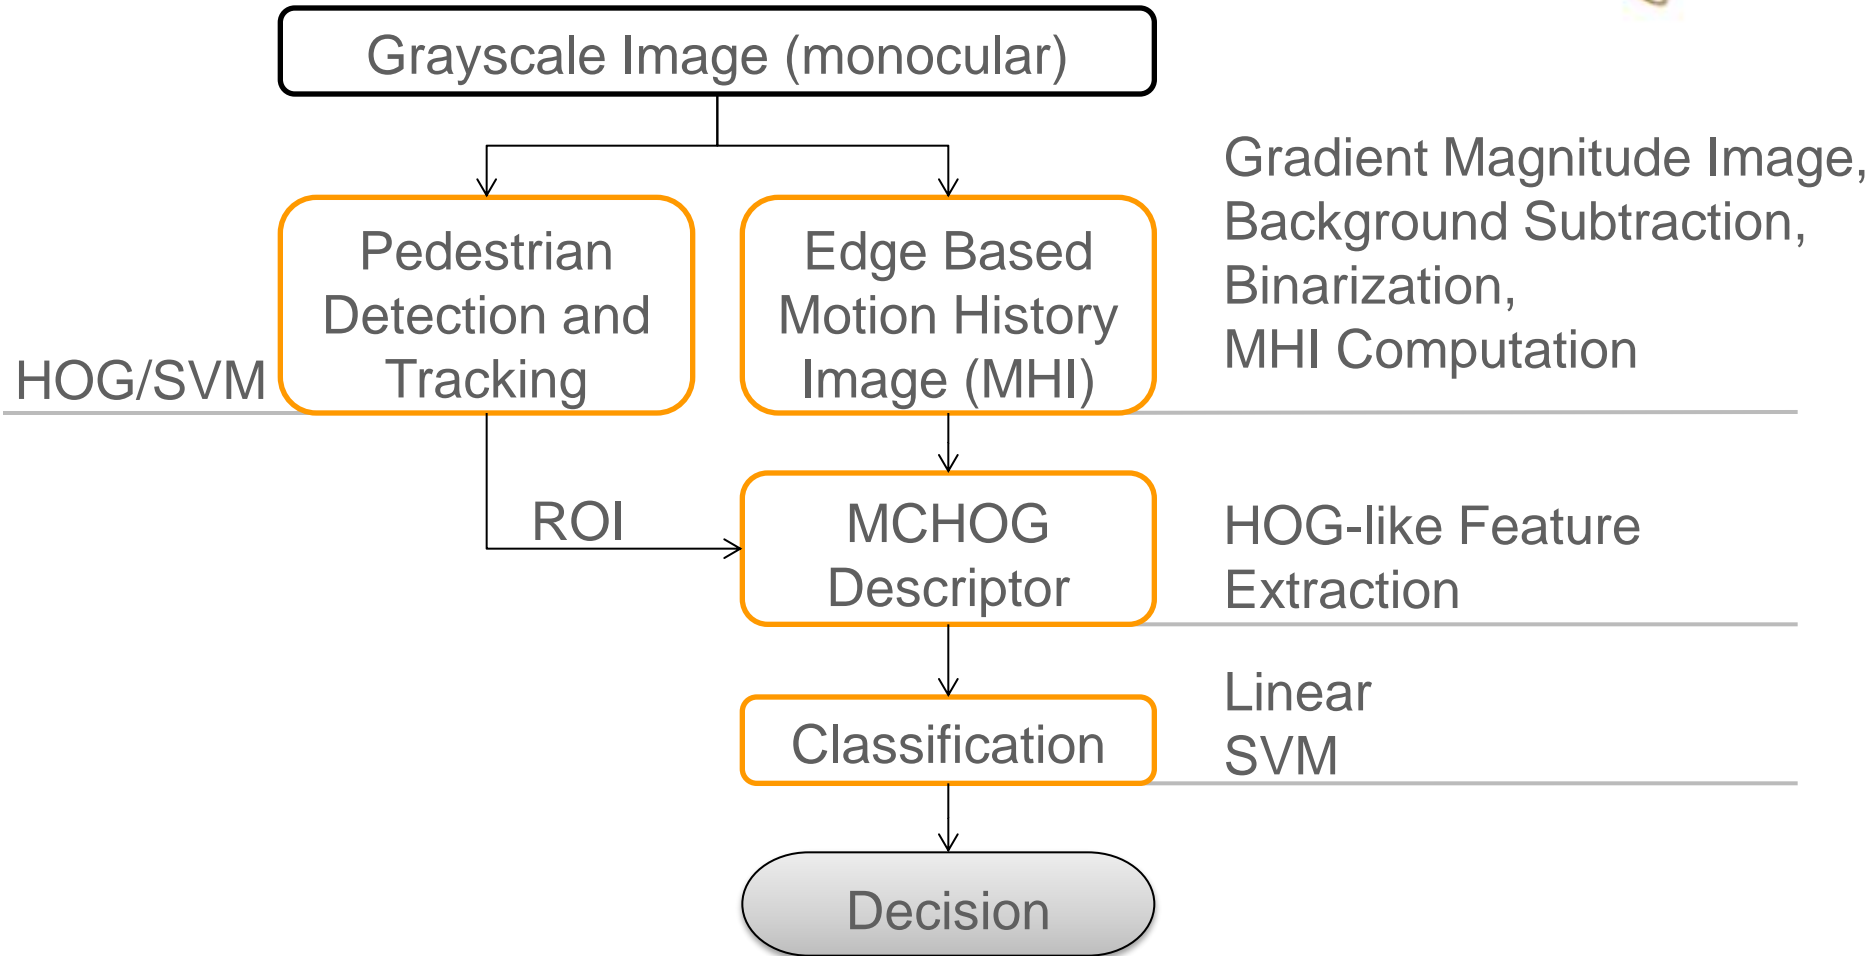 Grayscale Image (monocular)
Pedestrian
Detection and
Tracking
HOG/SVM
Edge Based
Motion History
Image (MHI)
Gradient Magnitude Image,
Background Subtraction,
Binarization,
MHI Computation
ROI
MCHOG
Descriptor
HOG-like Feature
Extraction
Classification
Linear
SVM
Decision